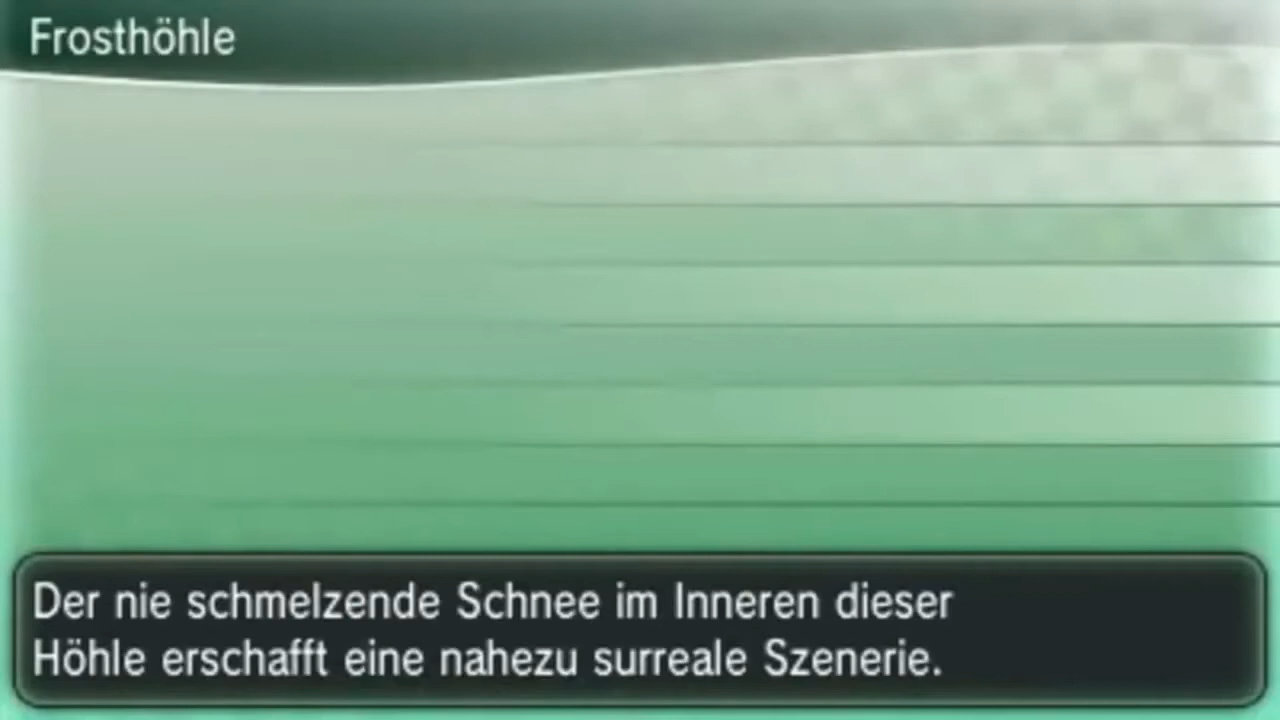 Frosthöhle
Der nie schmelzende Schnee im Inneren dieser
Höhle erschafft eine nahezu surreale Szenerie.